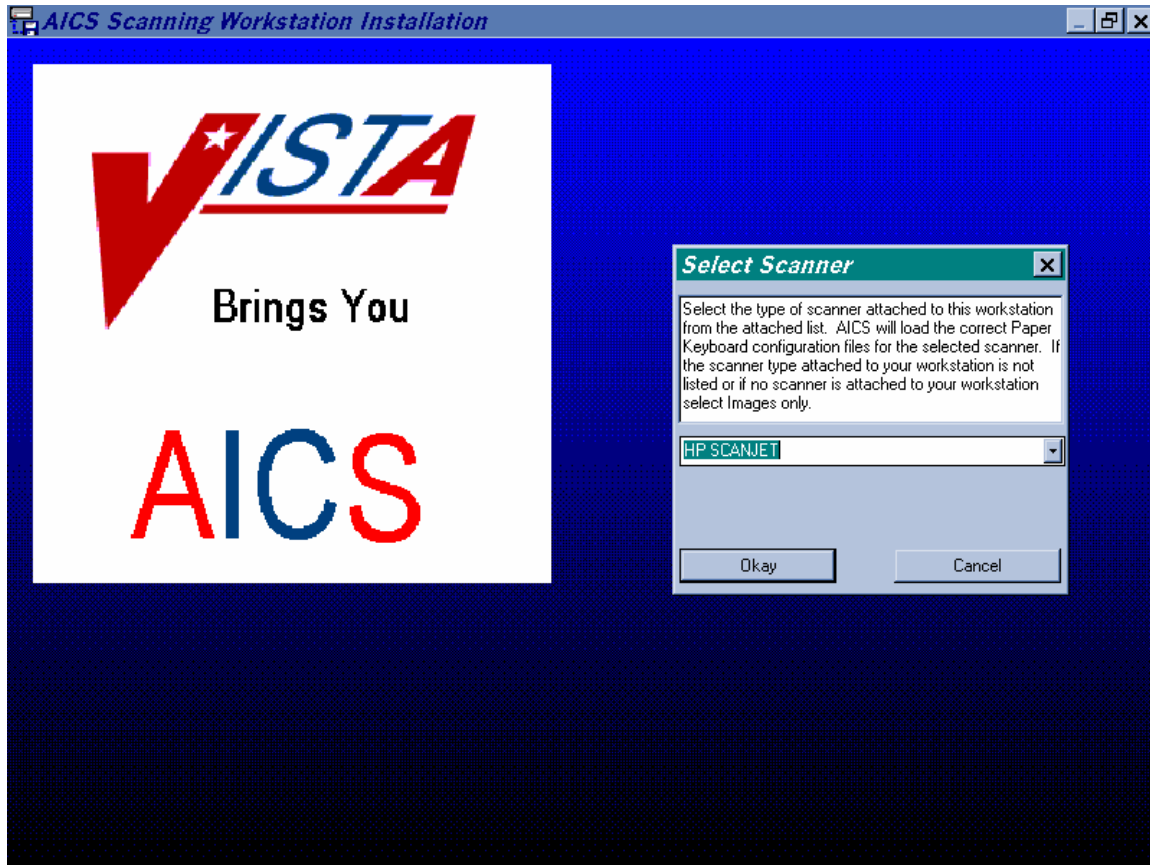 AICS Scanning Workstation Installation
VISTA
Brings You
AICS
Select Scanner
Select the type of scanner attached to this workstation
from the attached list. AICS will load the correct Paper
Keyboard configuration files for the selected scanner. If
the scanner type attached to your workstation is not
listed or if no scanner is attached to your workstation
select Images only.
HP SCANJET
Okay Cancel